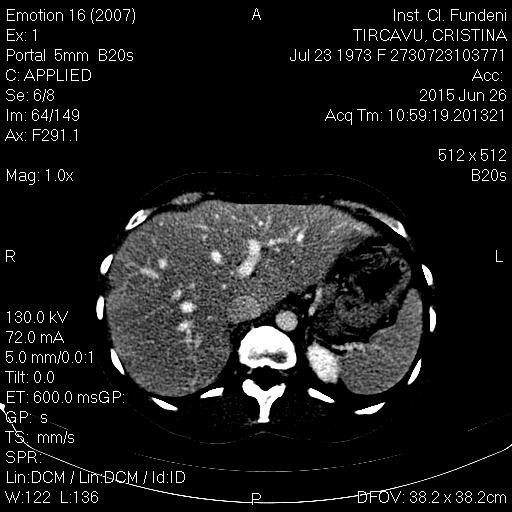 Emotion 16 (2007)
Ex: 1
Portal 5mm B20s
C: APPLIED
Se: 6/8
Im: 64/149
Ax: F291.1
Mag: 1.0x
A
Inst. Cl. Fundeni
TIRCAVU, CRISTINA
Jul 23 1973 F 2730723103771
Acc:
2015 Jun 26
Acq Tm: 10:59:19.201321
512 x 512
B20s
R
L
130.0 kV
72.0 mA
5.0 mm/0.0:1
Tilt: 0.0
ET: 600.0 msGP:
GP: s
TS: mm/s
SPR:
Lin:DCM / Lin:DCM / Id:ID
W:122 L:136
P
DFOV: 38.2 x 38.2cm